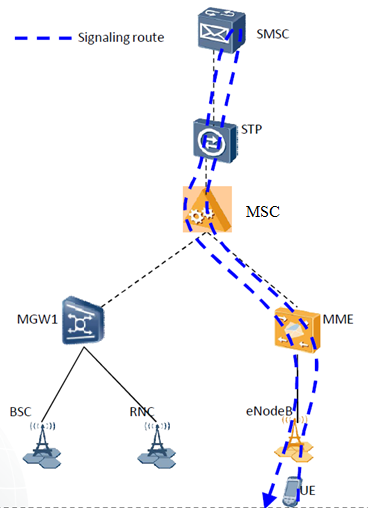 SMSC
Signaling route
STP
MSC
MGW1
MME
BSC
RNC
eNodeB
UE